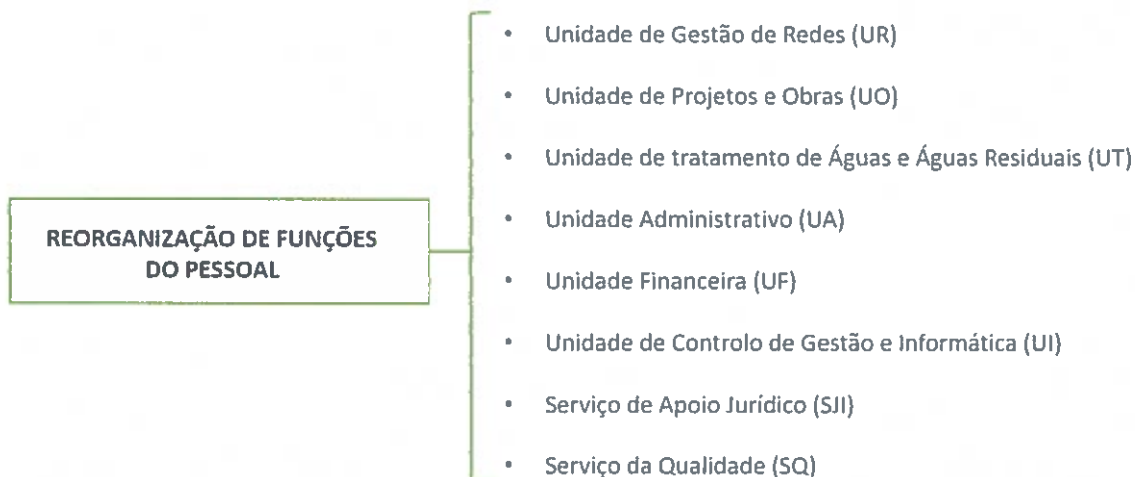 REORGANIZAÇÃO DE FUNÇÕES
DO PESSOAL
• Unidade de Gestão de Redes (UR)
• Unidade de Projetos e Obras (UO)
• Unidade de tratamento de Águas e Águas Residuais (UT)
• Unidade Administrativo (UA)
• Unidade Financeira (UF)
• Unidade de Controlo de Gestão e Informática (UI)
• Serviço de Apoio Jurídico (SJI)
• Serviço da Qualidade (SQ)